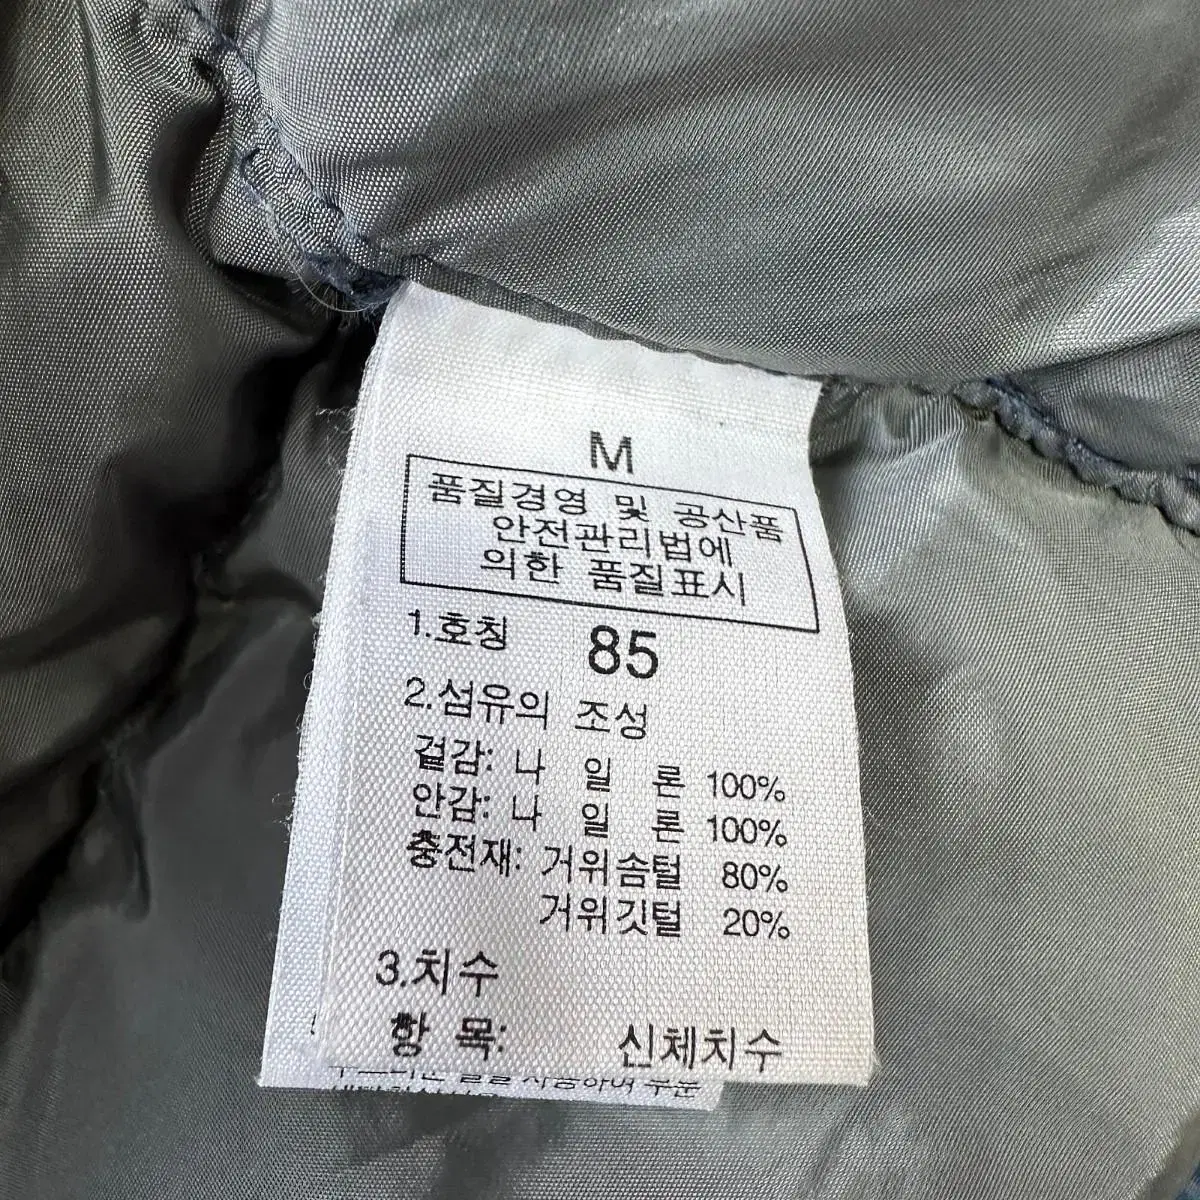 M
품질경영 및 공산품
안전관리법에
의한 품질표시
1.호칭 85
2.섬유의 조성
겉감: 나 일 론 100%
안감: 나 일 론 100%
충전재: 거위솜털 80%
거위깃털 20%
3.치수
항 목: 신체치수